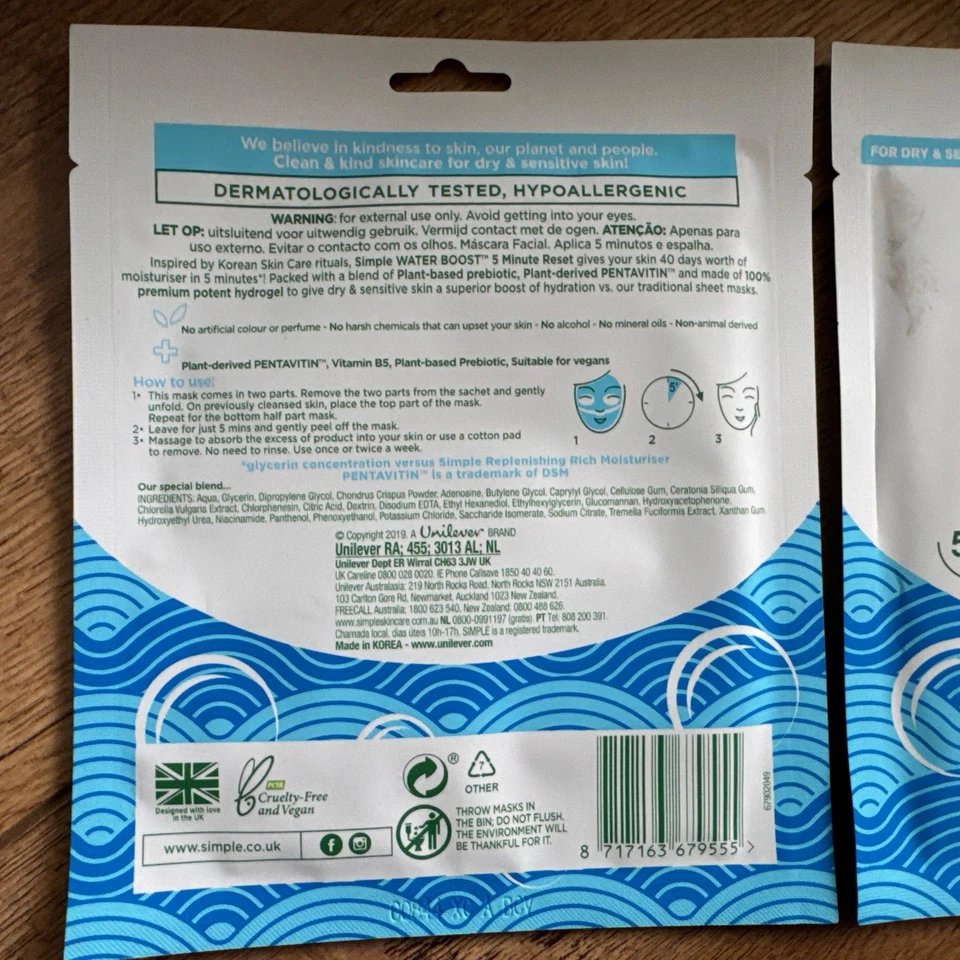 We believe in kindness to skin, our planet and people.
Clean & kind skincare for dry & sensitive skin!
DERMATOLOGICALLY TESTED, HYPOALLERGENIC
WARNING: for external use only. Avoid getting into your eyes.
LET OP: uitsluitend voor uitwendig gebruik. Vermijd contact met de ogen. ATENÇÃO: Apenas para
uso externo. Evitar o contacto com os olhos. Máscara Facial. Aplica 5 minutos e espalha.
Inspired by Korean Skin Care rituals, Simple WATER BOOST™ 5 Minute Reset gives your skin 40 days worth of
moisturiser in 5 minutes*! Packed with a blend of Plant-based prebiotic, Plant-derived PENTAVITIN™ and made of 100%
premium potent hydrogel to give dry & sensitive skin a superior boost of hydration vs. our traditional sheet masks.
No artificial colour or perfume - No harsh chemicals that can upset your skin - No alcohol - No mineral oils - Non-animal derived
Plant-derived PENTAVITIN™, Vitamin B5, Plant-based Prebiotic, Suitable for vegans
How to use:
1• This mask comes in two parts. Remove the two parts from the sachet and gently
unfold. On previously cleansed skin, place the top part of the mask.
Repeat for the bottom half part mask.
2• Leave for just 5 mins and gently peel off the mask.
3• Massage to absorb the excess of product into your skin or use a cotton pad
to remove. No need to rinse. Use once or twice a week.
5'
1 2 3
*glycerin concentration versus Simple Replenishing Rich Moisturiser
PENTAVITIN™ is a trademark of DSM
Our special blend...
INGREDIENTS: Aqua, Glycerin, Dipropylene Glycol, Chondrus Crispus Powder, Adenosine, Butylene Glycol, Caprylyl Glycol, Cellulose Gum, Ceratonia Siliqua Gum,
Chlorella Vulgaris Extract, Chlorphenesin, Citric Acid, Dextrin, Disodium EDTA, Ethyl Hexanediol, Ethylhexylglycerin, Glucomannan, Hydroxyacetophenone,
Hydroxyethyl Urea, Niacinamide, Panthenol, Phenoxyethanol, Potassium Chloride, Saccharide Isomerate, Sodium Citrate, Tremella Fuciformis Extract, Xanthan Gum.
© Copyright 2019. A Unilever BRAND
Unilever RA; 455; 3013 AL; NL
Unilever Dept ER Wirral CH63 3JW UK
UK Careline 0800 028 0020. IE Phone Callsave 1850 40 40 60.
Unilever Australasia: 219 North Rocks Road, North Rocks NSW 2151 Australia.
103 Carlton Gore Rd, Newmarket, Auckland 1023 New Zealand.
FREECALL Australia: 1800 623 540. New Zealand: 0800 488 626.
www.simpleskincare.com.au NL 0800-0991197 (gratis) PT Tel: 808 200 391.
Chamada local, dias úteis 10h-17h. SIMPLE is a registered trademark.
Made in KOREA - www.unilever.com
Designed with love
in the UK
PETA
Cruelty-Free
and Vegan
®
7
OTHER
www.simple.co.uk
THROW MASKS IN
THE BIN; DO NOT FLUSH.
THE ENVIRONMENT WILL
BE THANKFUL FOR IT.
8 717163 679555 >
67902049
FOR DRY & SE
5